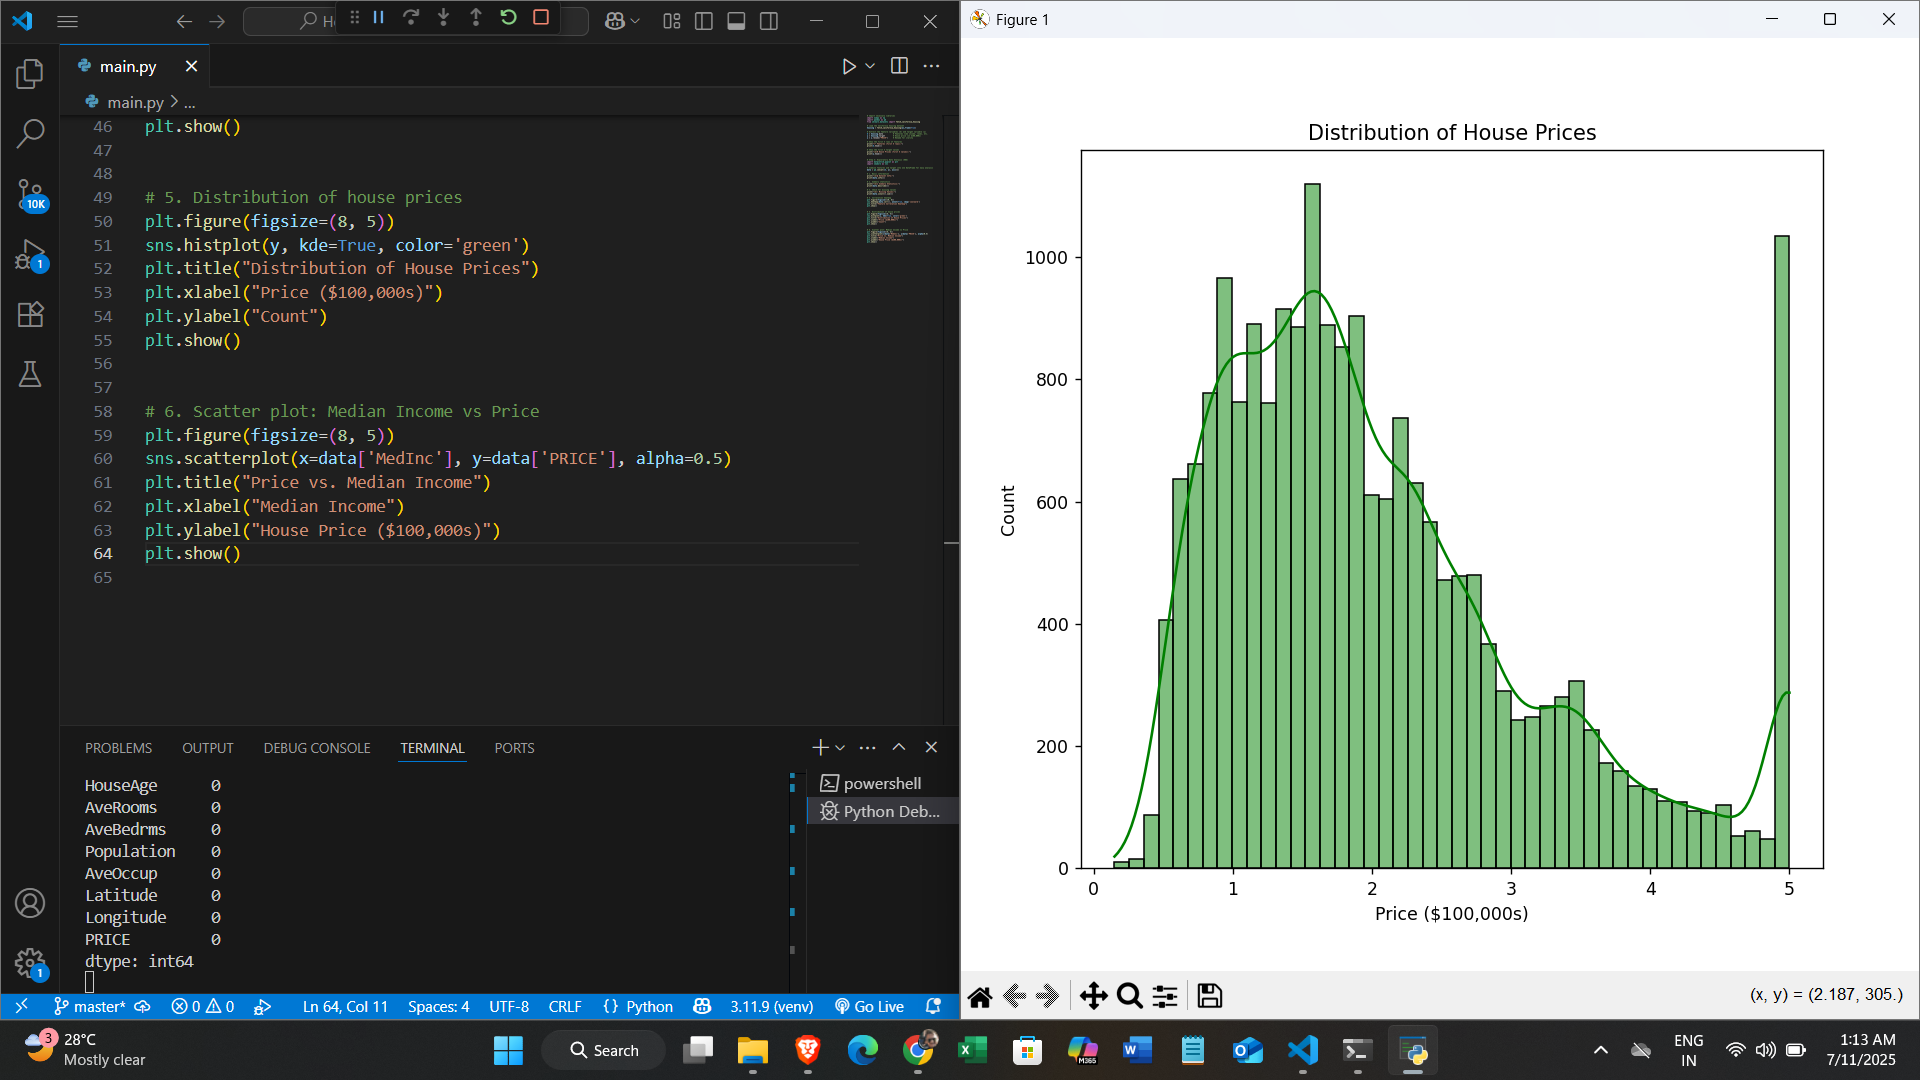 He
main.py
main.py > ...
46 plt.show()
47
48
49 # 5. Distribution of house prices
50 plt.figure(figsize=(8, 5))
51 sns.histplot(y, kde=True, color='green')
52 plt.title("Distribution of House Prices")
53 plt.xlabel("Price ($100,000s)")
54 plt.ylabel("Count")
55 plt.show()
56
57
58 # 6. Scatter plot: Median Income vs Price
59 plt.figure(figsize=(8, 5))
60 sns.scatterplot(x=data['MedInc'], y=data['PRICE'], alpha=0.5)
61 plt.title("Price vs. Median Income")
62 plt.xlabel("Median Income")
63 plt.ylabel("House Price ($100,000s)")
64 plt.show()
65
10K
1
1
PROBLEMS OUTPUT DEBUG CONSOLE TERMINAL PORTS
HouseAge 0
AveRooms 0
AveBedrms 0
Population 0
AveOccup 0
Latitude 0
Longitude 0
PRICE 0
dtype: int64
powershell
Python Deb...
master* 0 0 Ln 64, Col 11 Spaces: 4 UTF-8 CRLF {} Python 3.11.9 (venv) Go Live
Figure 1
Distribution of House Prices
1000
800
600
400
200
0
Count
0 1 2 3 4 5
Price ($100,000s)
(x, y) = (2.187, 305.)
3
28°C
Mostly clear
Search
M365
ENG
IN
1:13 AM
7/11/2025